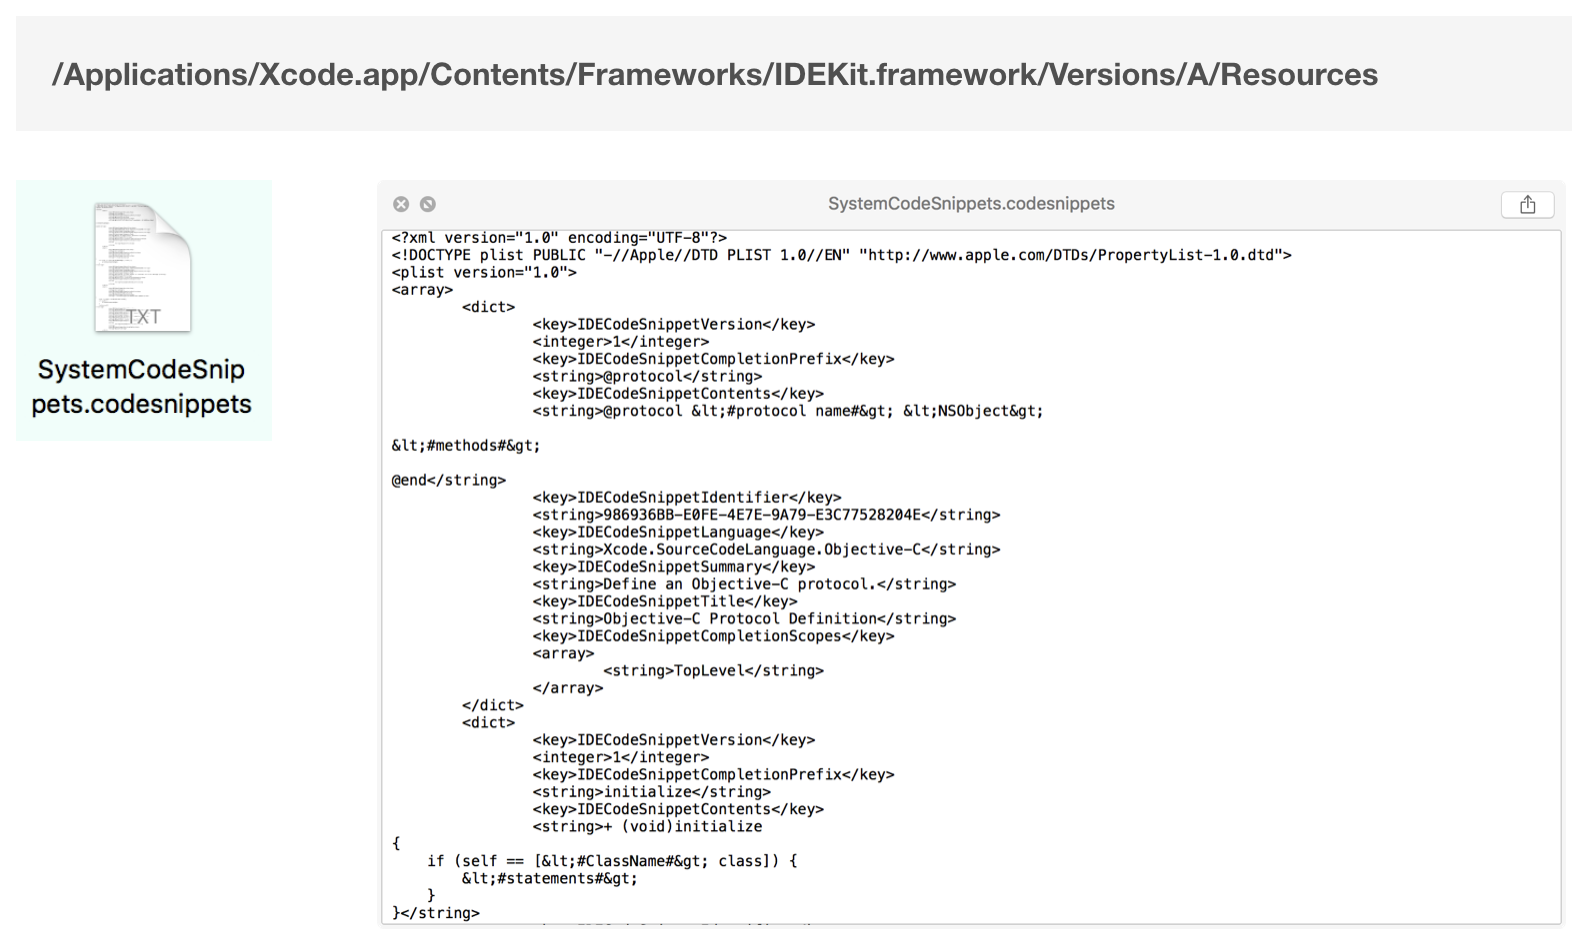 /Applications/Xcode.app/Contents/Frameworks/IDEKit.framework/Versions/A/Resources
TXT
SystemCodeSnip
pets.codesnippets
SystemCodeSnippets.codesnippets
<?xml version="1.0" encoding="UTF-8"?>
<!DOCTYPE plist PUBLIC "-//Apple//DTD PLIST 1.0//EN" "http://www.apple.com/DTDs/PropertyList-1.0.dtd">
<plist version="1.0">
<array>
        <dict>
                <key>IDECodeSnippetVersion</key>
                <integer>1</integer>
                <key>IDECodeSnippetCompletionPrefix</key>
                <string>@protocol</string>
                <key>IDECodeSnippetContents</key>
                <string>@protocol &lt;#protocol name#&gt; &lt;NSObject&gt;
&lt;#methods#&gt;
@end</string>
                <key>IDECodeSnippetIdentifier</key>
                <string>986936BB-E0FE-4E7E-9A79-E3C77528204E</string>
                <key>IDECodeSnippetLanguage</key>
                <string>Xcode.SourceCodeLanguage.Objective-C</string>
                <key>IDECodeSnippetSummary</key>
                <string>Define an Objective-C protocol.</string>
                <key>IDECodeSnippetTitle</key>
                <string>Objective-C Protocol Definition</string>
                <key>IDECodeSnippetCompletionScopes</key>
                <array>
                        <string>TopLevel</string>
                </array>
        </dict>
        <dict>
                <key>IDECodeSnippetVersion</key>
                <integer>1</integer>
                <key>IDECodeSnippetCompletionPrefix</key>
                <string>initialize</string>
                <key>IDECodeSnippetContents</key>
                <string>+ (void)initialize
{
    if (self == [&lt;#ClassName#&gt; class]) {
        &lt;#statements#&gt;
    }
}</string>